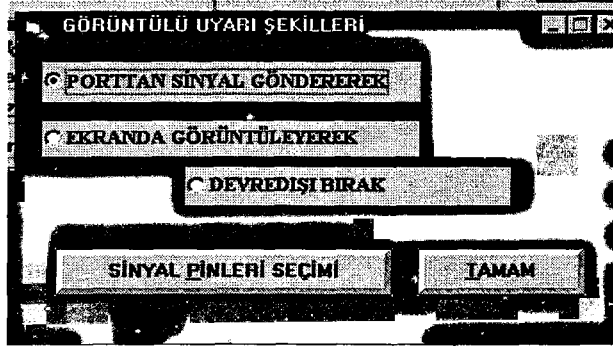 GÖRÜNTÜLÜ UYARI ŞEKİLLERİ
PORTTAN SİNYAL GÖNDEREREK
EKRANDA GÖRÜNTÜLEYEREK
DEVREDIŞI BIRAK
SİNYAL PİNLERİ SEÇİMİ
TAMAM